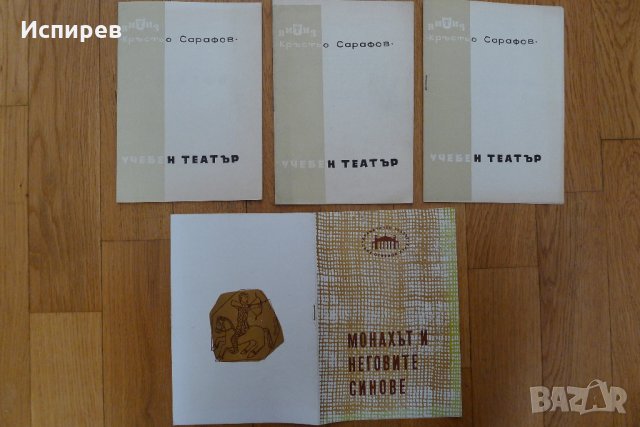 Испирев
ВИТИЗ
„Кръстьо Сарафов“
УЧЕБЕН ТЕАТЪР
ВИТИЗ
„Кръстьо Сарафов“
УЧЕБЕН ТЕАТЪР
ВИТИЗ
„Кръстьо Сарафов“
УЧЕБЕН ТЕАТЪР
МОНАХЪТ И
НЕГОВИТЕ
СИНОВЕ
BAZAR